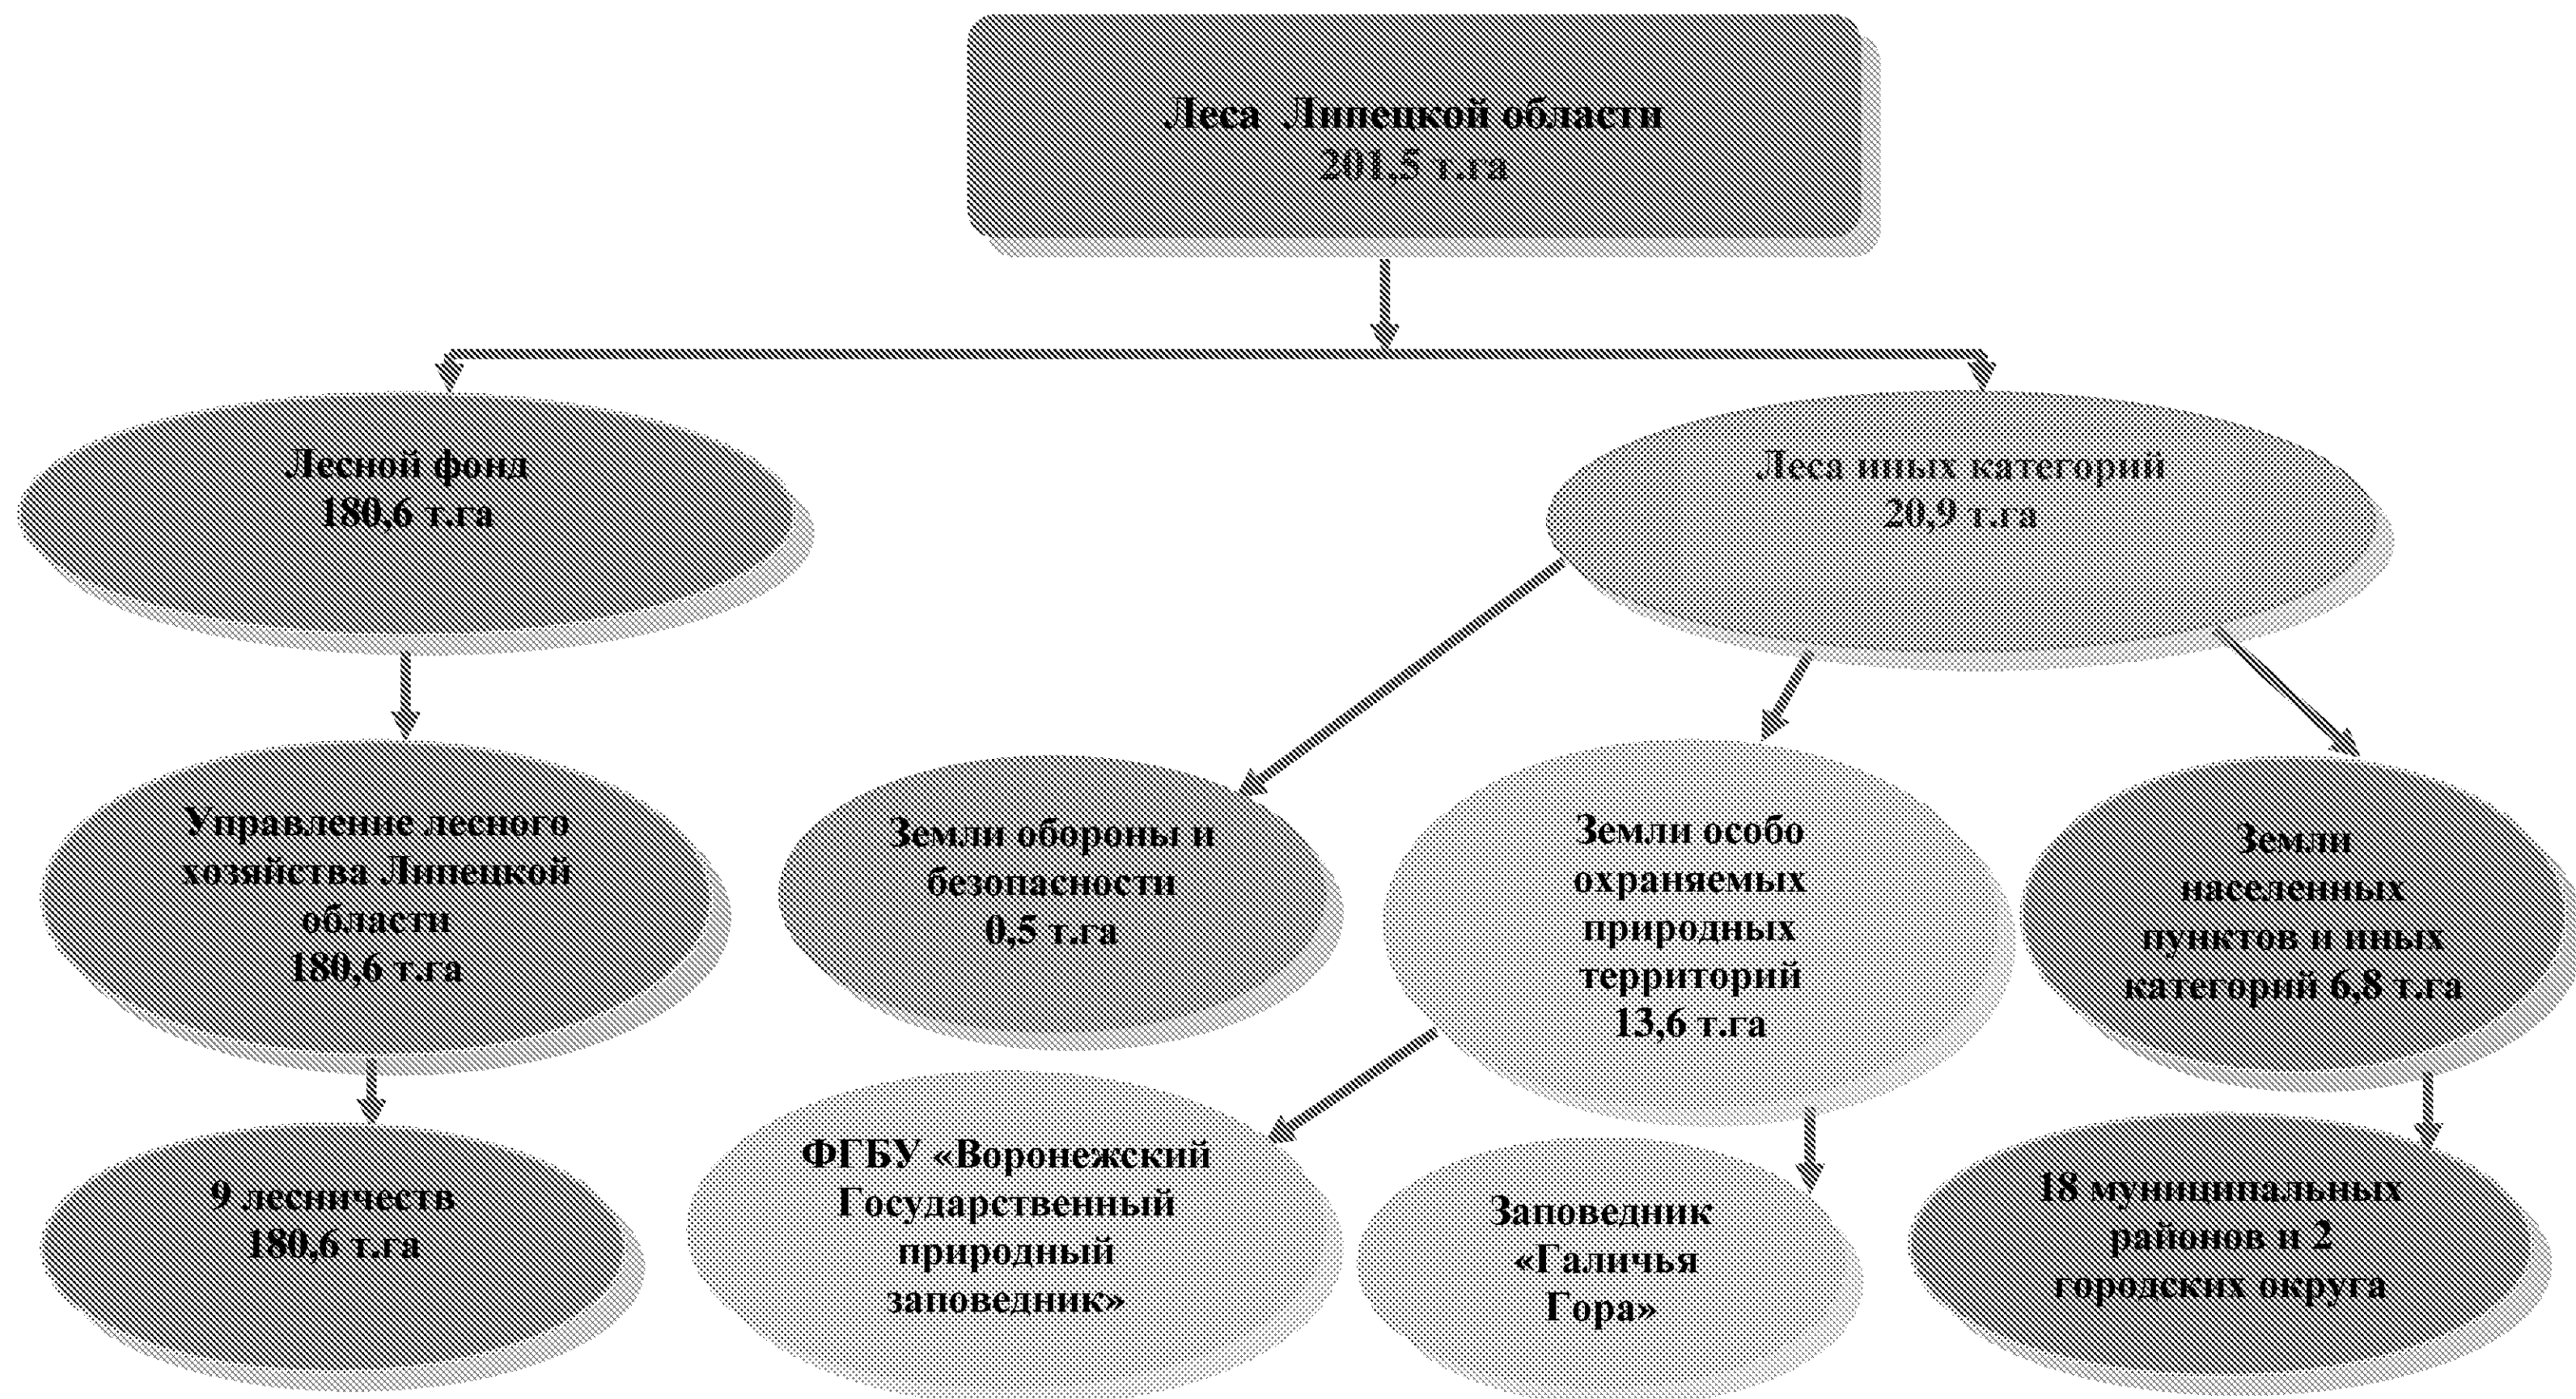 Леса Липецкой области
201,5 т.га
Лесной фонд
180,6 т.га
Леса иных категорий
20,9 т.га
Управление лесного
хозяйства Липецкой
области
180,6 т.га
Земли обороны и
безопасности
0,5 т.га
Земли особо
охраняемых
природных
территорий
13,6 т.га
Земли
населенных
пунктов и иных
категорий 6,8 т.га
9 лесничеств
180,6 т.га
ФГБУ «Воронежский
Государственный
природный
заповедник»
Заповедник
«Галичья
Гора»
18 муниципальных
районов и 2
городских округа